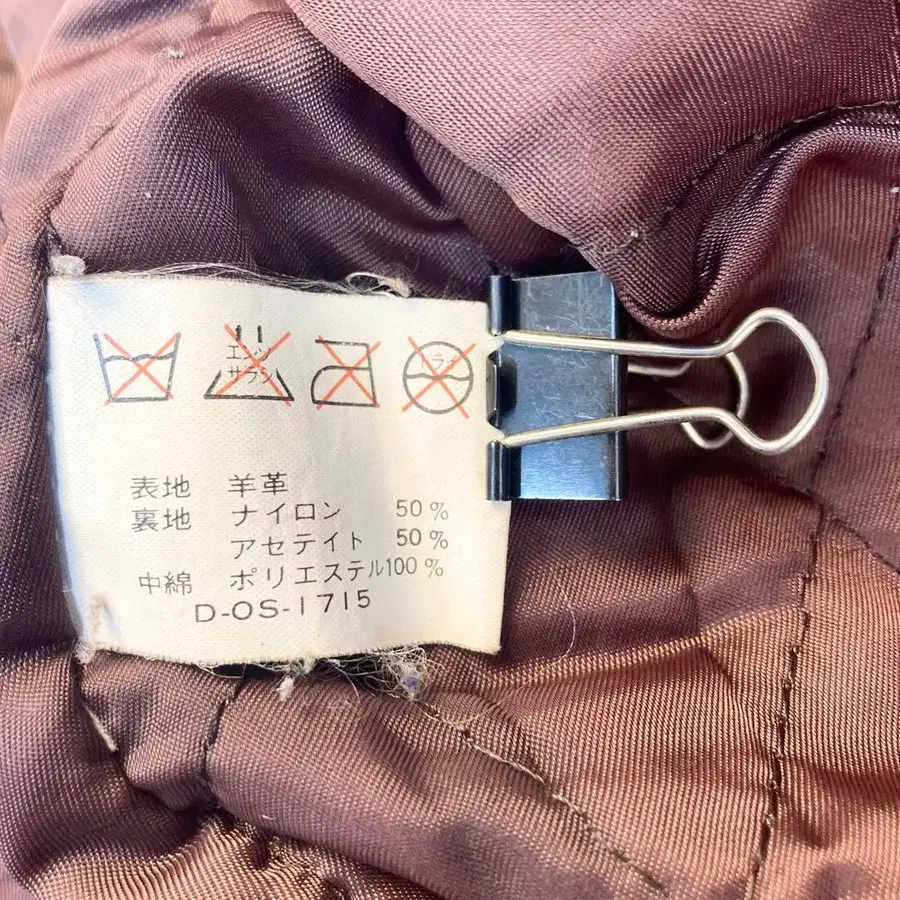 エンソ サラシ
ドライ
表地 羊革
裏地 ナイロン 50%
アセテイト 50%
中綿 ポリエステル100%
D-OS-1715